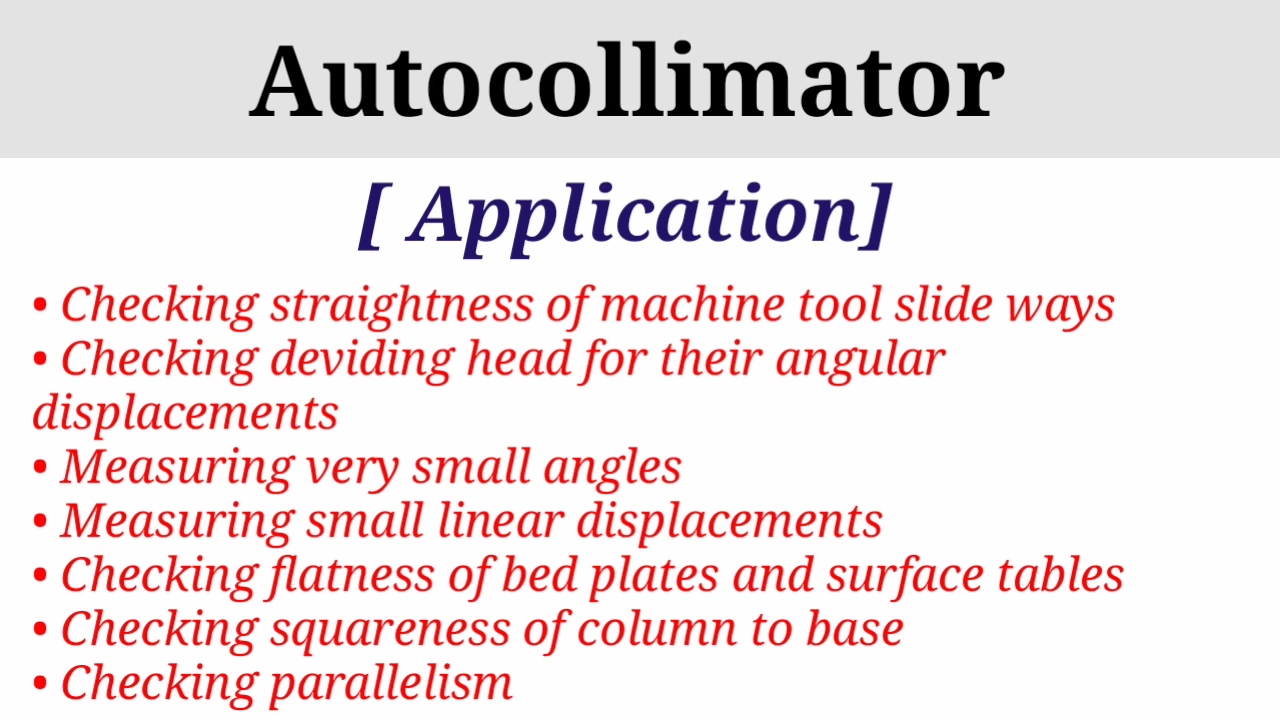 Autocollimator
[ Application]
• Checking straightness of machine tool slide ways
• Checking deviding head for their angular
displacements
• Measuring very small angles
• Measuring small linear displacements
• Checking flatness of bed plates and surface tables
• Checking squareness of column to base
• Checking parallelism